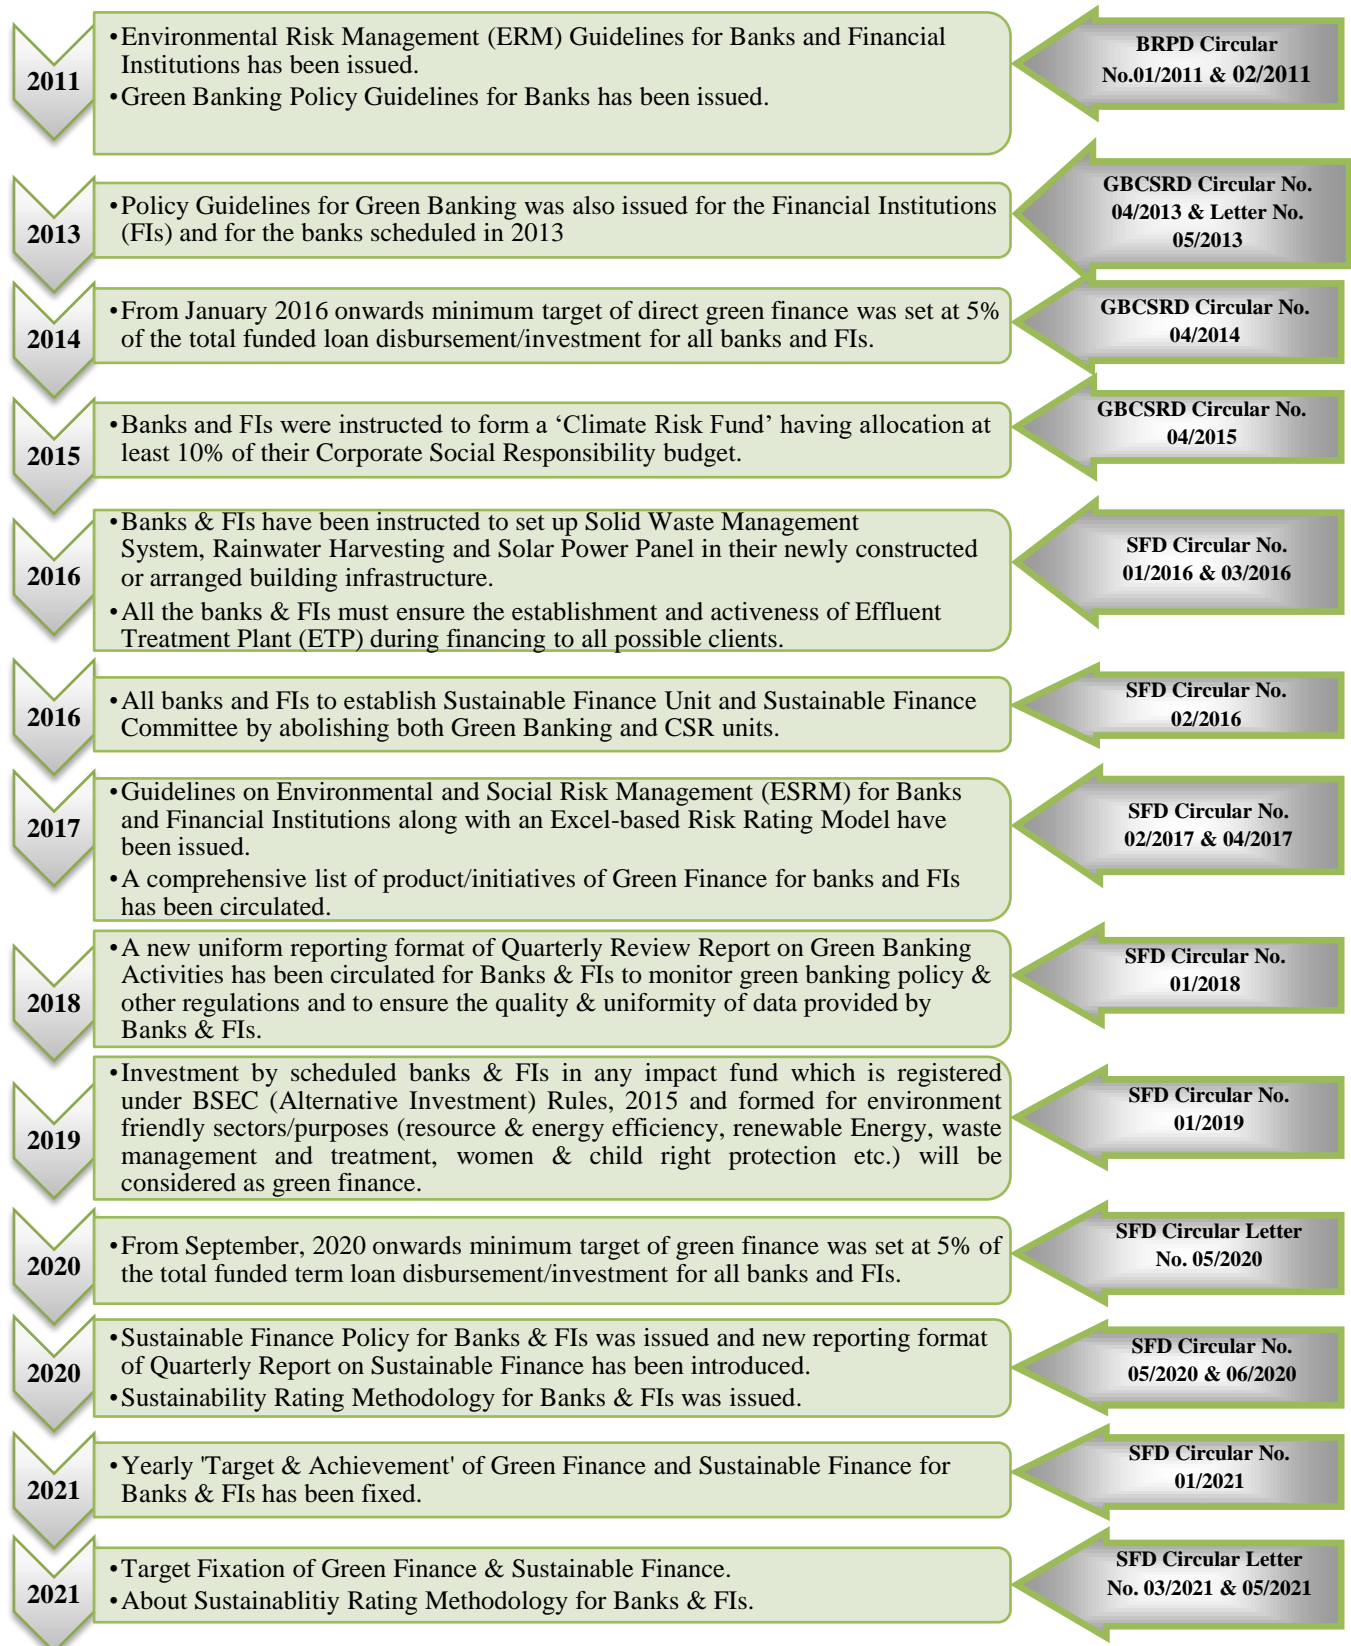 2011
•Environmental Risk Management (ERM) Guidelines for Banks and Financial
Institutions has been issued.
•Green Banking Policy Guidelines for Banks has been issued.
BRPD Circular
No.01/2011 & 02/2011
2013
•Policy Guidelines for Green Banking was also issued for the Financial Institutions
(FIs) and for the banks scheduled in 2013
GBCSRD Circular No.
04/2013 & Letter No.
05/2013
2014
•From January 2016 onwards minimum target of direct green finance was set at 5%
of the total funded loan disbursement/investment for all banks and FIs.
GBCSRD Circular No.
04/2014
2015
•Banks and FIs were instructed to form a ‘Climate Risk Fund’ having allocation at
least 10% of their Corporate Social Responsibility budget.
GBCSRD Circular No.
04/2015
2016
•Banks & FIs have been instructed to set up Solid Waste Management
System, Rainwater Harvesting and Solar Power Panel in their newly constructed
or arranged building infrastructure.
•All the banks & FIs must ensure the establishment and activeness of Effluent
Treatment Plant (ETP) during financing to all possible clients.
SFD Circular No.
01/2016 & 03/2016
2016
•All banks and FIs to establish Sustainable Finance Unit and Sustainable Finance
Committee by abolishing both Green Banking and CSR units.
SFD Circular No.
02/2016
2017
•Guidelines on Environmental and Social Risk Management (ESRM) for Banks
and Financial Institutions along with an Excel-based Risk Rating Model have
been issued.
•A comprehensive list of product/initiatives of Green Finance for banks and FIs
has been circulated.
SFD Circular No.
02/2017 & 04/2017
2018
•A new uniform reporting format of Quarterly Review Report on Green Banking
Activities has been circulated for Banks & FIs to monitor green banking policy &
other regulations and to ensure the quality & uniformity of data provided by
Banks & FIs.
SFD Circular No.
01/2018
2019
•Investment by scheduled banks & FIs in any impact fund which is registered
under BSEC (Alternative Investment) Rules, 2015 and formed for environment
friendly sectors/purposes (resource & energy efficiency, renewable Energy, waste
management and treatment, women & child right protection etc.) will be
considered as green finance.
SFD Circular No.
01/2019
2020
•From September, 2020 onwards minimum target of green finance was set at 5% of
the total funded term loan disbursement/investment for all banks and FIs.
SFD Circular Letter
No. 05/2020
2020
•Sustainable Finance Policy for Banks & FIs was issued and new reporting format
of Quarterly Report on Sustainable Finance has been introduced.
•Sustainability Rating Methodology for Banks & FIs was issued.
SFD Circular No.
05/2020 & 06/2020
2021
•Yearly 'Target & Achievement' of Green Finance and Sustainable Finance for
Banks & FIs has been fixed.
SFD Circular No.
01/2021
2021
•Target Fixation of Green Finance & Sustainable Finance.
•About Sustainablitiy Rating Methodology for Banks & FIs.
SFD Circular Letter
No. 03/2021 & 05/2021